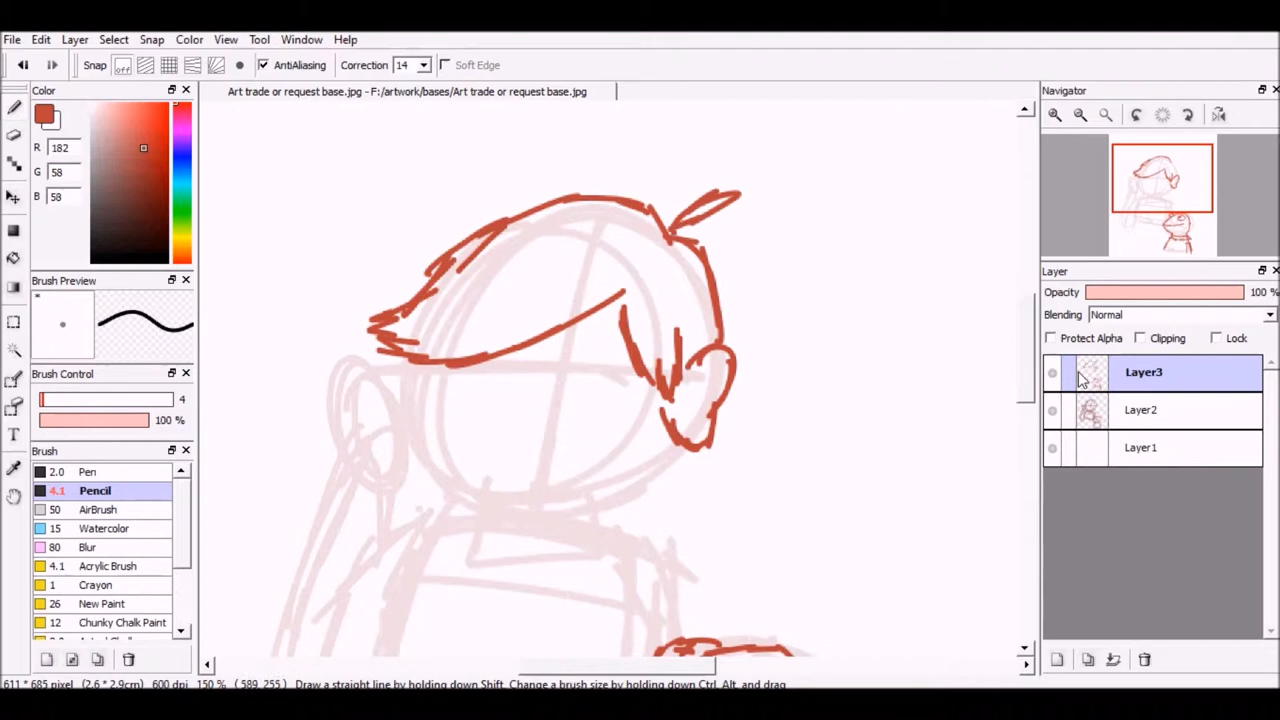 File Edit Layer Select Snap Color View Tool Window Help
Snap off AntiAliasing Correction 14 Soft Edge
Color
Art trade or request base.jpg - F:/artwork/bases/Art trade or request base.jpg
Navigator
R 182
G 58
B 58
Brush Preview
*
Layer
Opacity 100 %
Blending Normal
Protect Alpha Clipping Lock
Brush Control
4
100 %
Layer3
Layer2
Layer1
Brush
2.0 Pen
4.1 Pencil
50 AirBrush
15 Watercolor
80 Blur
4.1 Acrylic Brush
1 Crayon
26 New Paint
12 Chunky Chalk Paint
T
611 * 685 pixel (2.6 * 2.9cm) 600 dpi 150 % (589, 255) Draw a straight line by holding down Shift, Change a brush size by holding down Ctrl, Alt, and drag